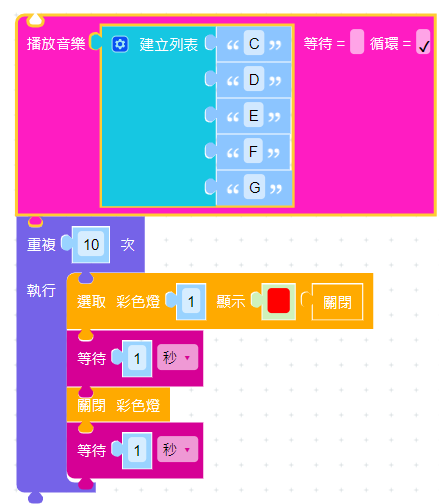 播放音樂 建立列表 “ C ” 等待 = 循環 =
“ D ”
“ E ”
“ F ”
“ G ”
重複 10 次
執行
選取 彩色燈 1 顯示 關閉
等待 1 秒
關閉 彩色燈
等待 1 秒